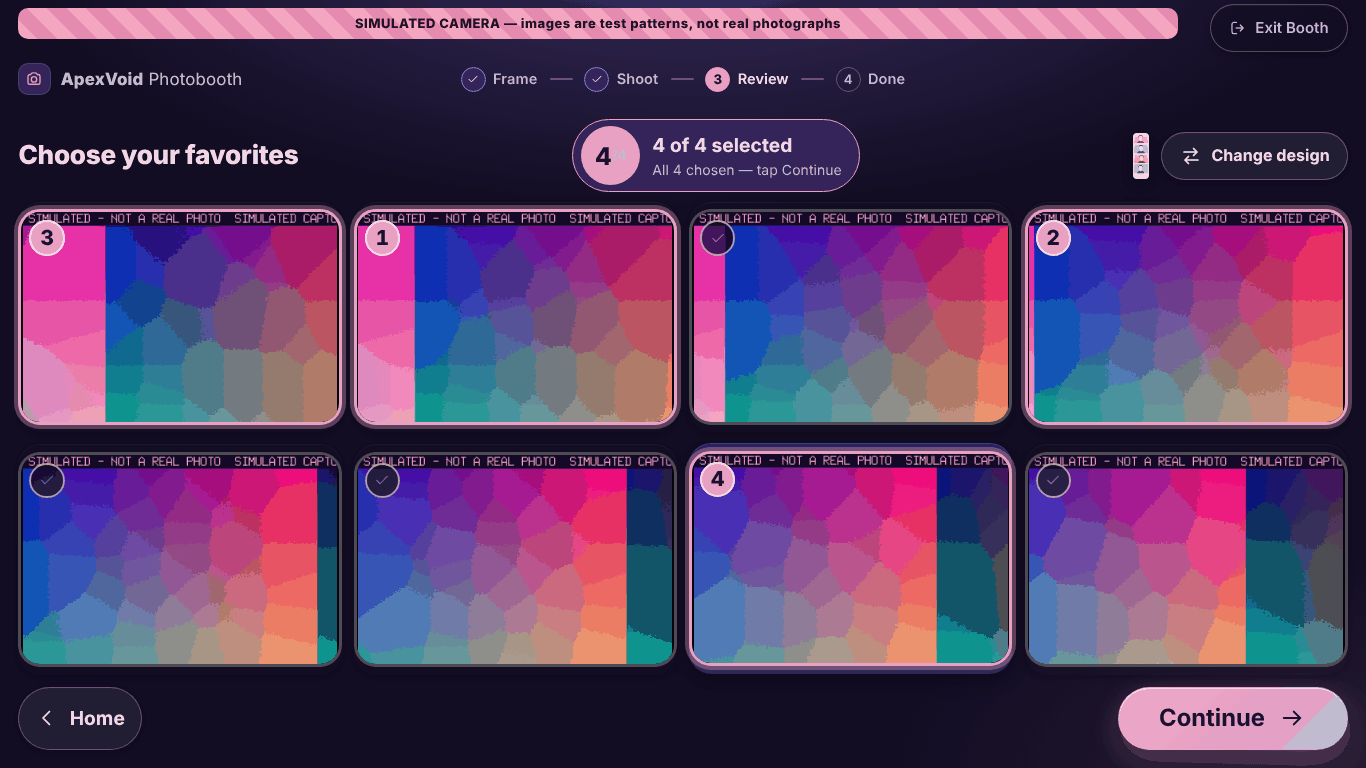 SIMULATED CAMERA — images are test patterns, not real photographs
Exit Booth
ApexVoid Photobooth
Frame
Shoot
3 Review
4 Done
Choose your favorites
4
4 of 4 selected
All 4 chosen — tap Continue
Change design
SIMULATED - NOT A REAL PHOTO SIMULATED CAPTU
3
SIMULATED - NOT A REAL PHOTO SIMULATED CAPTU
1
SIMULATED - NOT A REAL PHOTO SIMULATED CAPTU
SIMULATED - NOT A REAL PHOTO SIMULATED CAPTU
2
SIMULATED - NOT A REAL PHOTO SIMULATED CAPTU
SIMULATED - NOT A REAL PHOTO SIMULATED CAPTU
SIMULATED - NOT A REAL PHOTO SIMULATED CAPTU
4
SIMULATED - NOT A REAL PHOTO SIMULATED CAPTU
Home
Continue